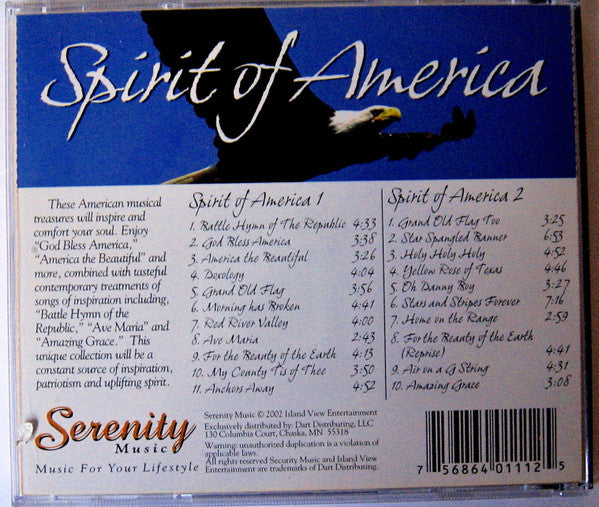 Spirit of America
These American musical
treasures will inspire and
comfort your soul. Enjoy
"God Bless America,"
"America the Beautiful" and
more, combined with tasteful
contemporary treatments of
songs of inspiration including,
"Battle Hymn of the
Republic," "Ave Maria" and
"Amazing Grace." This
unique collection will be a
constant source of inspiration,
patriotism and uplifting spirit.
Spirit of America 1
1. Battle Hymn of The Republic 4:33
2. God Bless America 3:38
3. America the Beautiful 3:26
4. Doxology 4:04
5. Grand Old Flag 3:56
6. Morning has Broken 4:41
7. Red River Valley 4:00
8. Ave Maria 2:43
9. For the Beauty of the Earth 4:13
10. My County Tis of Thee 3:50
11. Anchors Away 4:52
Spirit of America 2
1. Grand Old Flag Too 3:25
2. Star Spangled Banner 6:53
3. Holy Holy Holy 4:52
4. Yellow Rose of Texas 4:46
5. Oh Danny Boy 3:27
6. Stars and Stripes Forever 7:16
7. Home on the Range 2:59
8. For the Beauty of the Earth
(Reprise) 4:41
9. Air on a G String 4:31
10. Amazing Grace 3:08
Serenity
Music
Music For Your Lifestyle
Serenity Music © 2002 Island View Entertainment
Exclusively distributed by: Dart Distributing, LLC
130 Columbia Court, Chaska, MN 55318
Warning: unauthorized duplication is a violation of
applicable laws.
All rights reserved Security Music and Island View
Entertainment are trademarks of Dart Distributing.
7 56864 01112 5